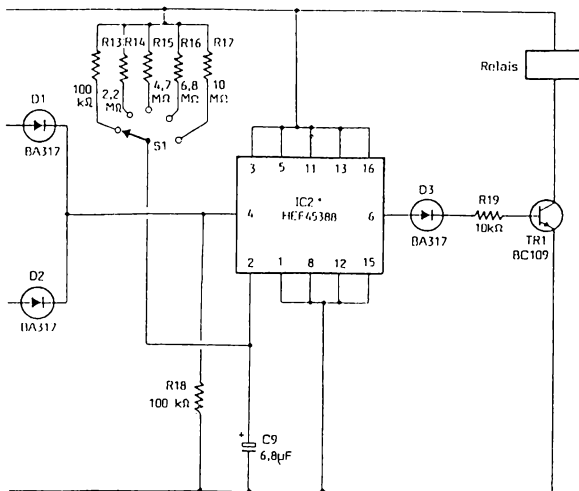 R13 R14 R15 R16 R17
100 kΩ
2,2 MΩ
4,7 MΩ
6,8 MΩ
10 MΩ
S1
Relais
D1
BA317
3 5 11 13 16
IC2 *
HEF4538B
4
6
2 1 8 12 15
D3
BA317
R19
10kΩ
TR1
BC109
D2
BA317
R18
100 kΩ
+
C9
6,8µF